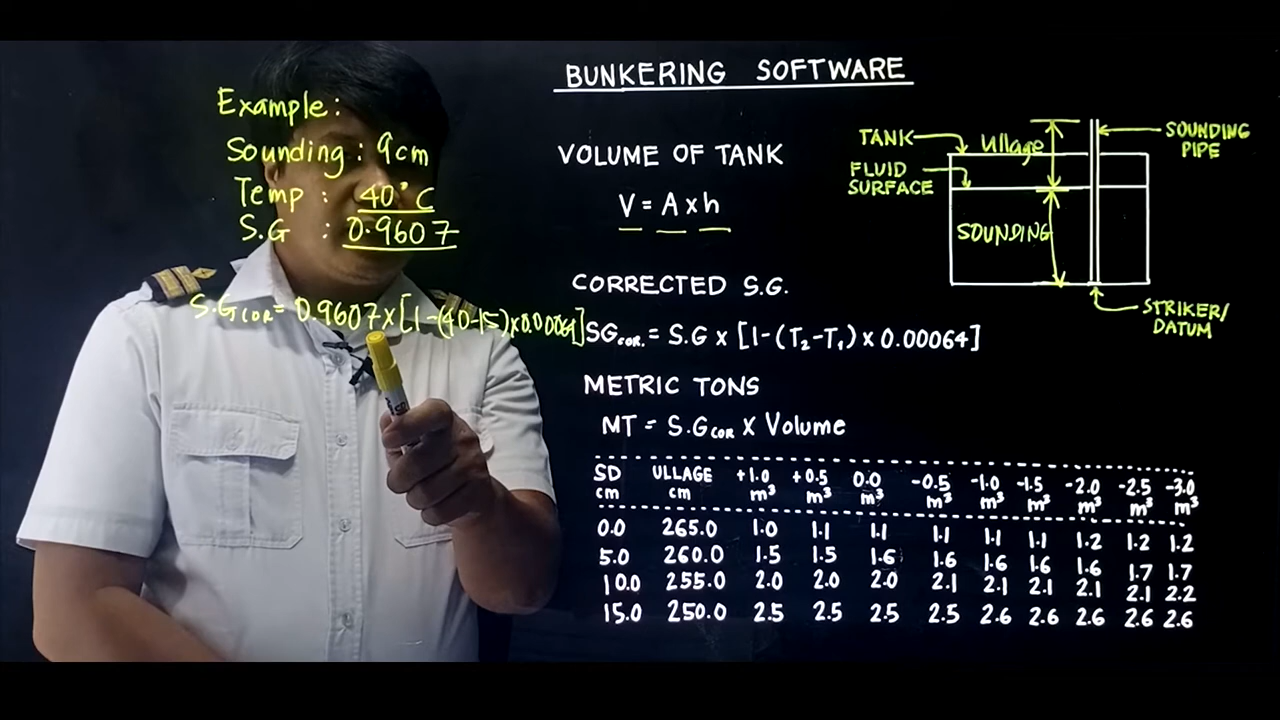 BUNKERING SOFTWARE
Example:
Sounding : 9cm
Temp : 40°C
S.G : 0.9607
S.G COR = 0.9607 x [1-(40-15)x0.00064]
VOLUME OF TANK
V = A x h
CORRECTED S.G.
SG COR. = S.G x [1-(T2-T1) x 0.00064]
METRIC TONS
MT = S.G COR x Volume
TANK
Ullage
SOUNDING PIPE
FLUID SURFACE
SOUNDING
STRIKER/ DATUM
SD cm ULLAGE cm +1.0 m³ +0.5 m³ 0.0 m³ -0.5 m³ -1.0 m³ -1.5 m³ -2.0 m³ -2.5 m³ -3.0 m³
0.0 265.0 1.0 1.1 1.1 1.1 1.1 1.1 1.2 1.2 1.2
5.0 260.0 1.5 1.5 1.6 1.6 1.6 1.6 1.6 1.7 1.7
10.0 255.0 2.0 2.0 2.0 2.1 2.1 2.1 2.1 2.1 2.2
15.0 250.0 2.5 2.5 2.5 2.5 2.6 2.6 2.6 2.6 2.6